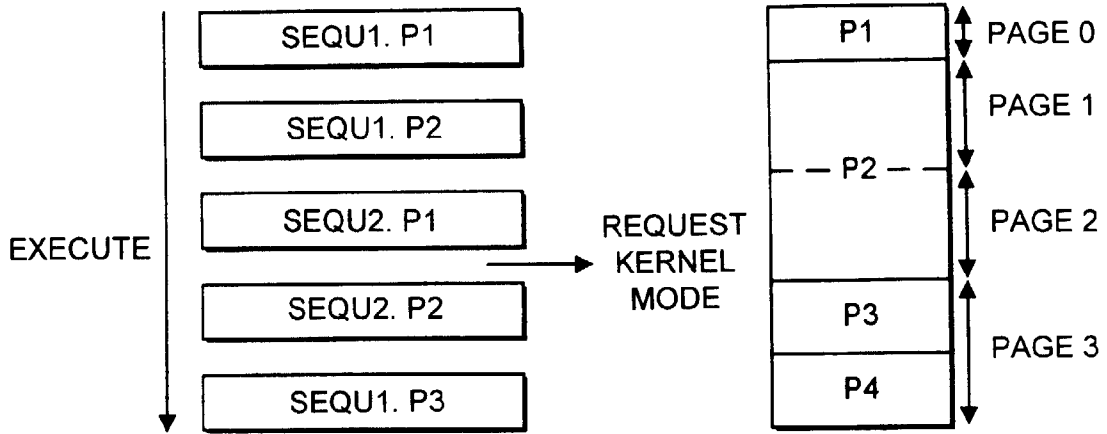 EXECUTE
SEQU1. P1
SEQU1. P2
SEQU2. P1
SEQU2. P2
SEQU1. P3
REQUEST
KERNEL
MODE
P1
P2
P3
P4
PAGE 0
PAGE 1
PAGE 2
PAGE 3